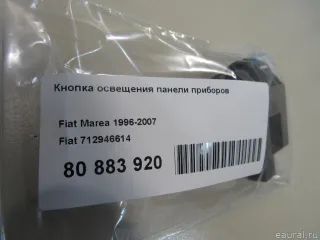 Кнопка освещения панели приборов
Fiat Marea 1996-2007
Fiat 712946614
80 883 920
eaural.ru